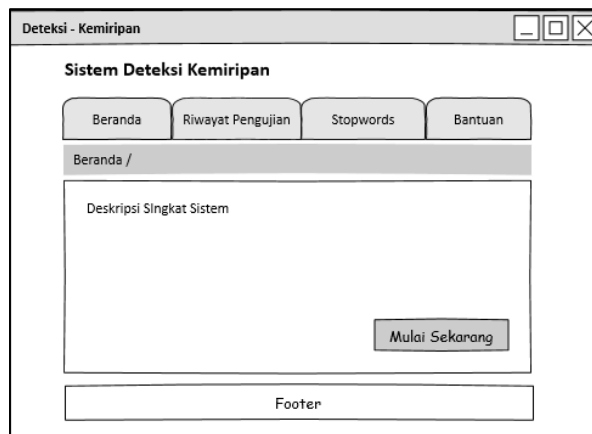 Deteksi - Kemiripan
Sistem Deteksi Kemiripan
Beranda Riwayat Pengujian Stopwords Bantuan
Beranda /
Deskripsi SIngkat Sistem
Mulai Sekarang
Footer